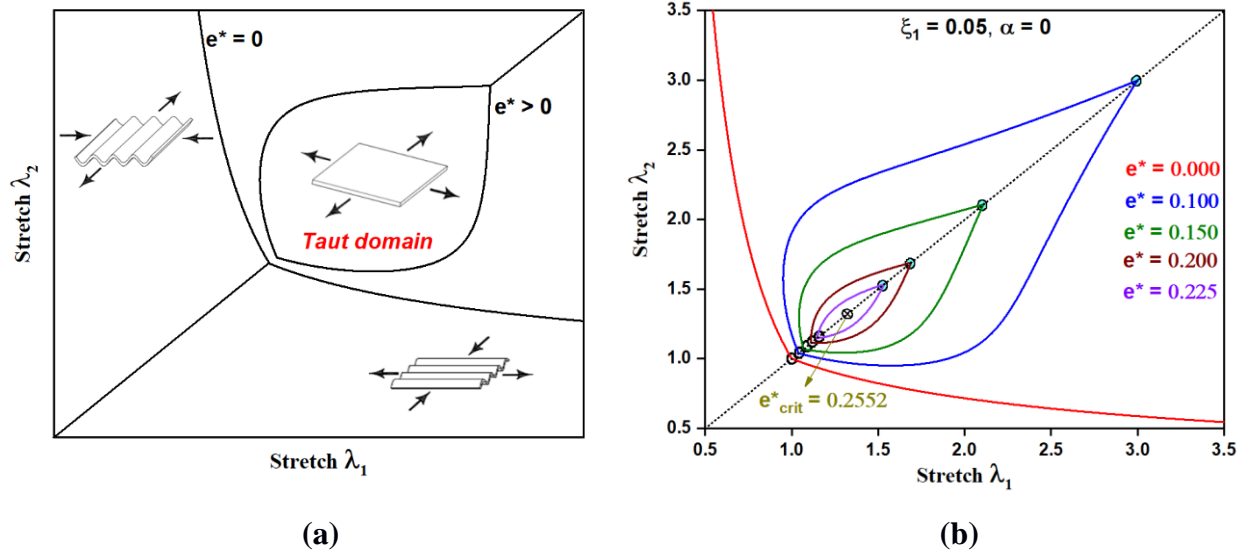 e* = 0
e* > 0
Taut domain
Stretch λ₂
Stretch λ₁
(a)
ξ₁ = 0.05, α = 0
3.5
3.0
2.5
2.0
1.5
1.0
0.5
0.5 1.0 1.5 2.0 2.5 3.0 3.5
Stretch λ₂
Stretch λ₁
e* = 0.000
e* = 0.100
e* = 0.150
e* = 0.200
e* = 0.225
e*crit = 0.2552
(b)